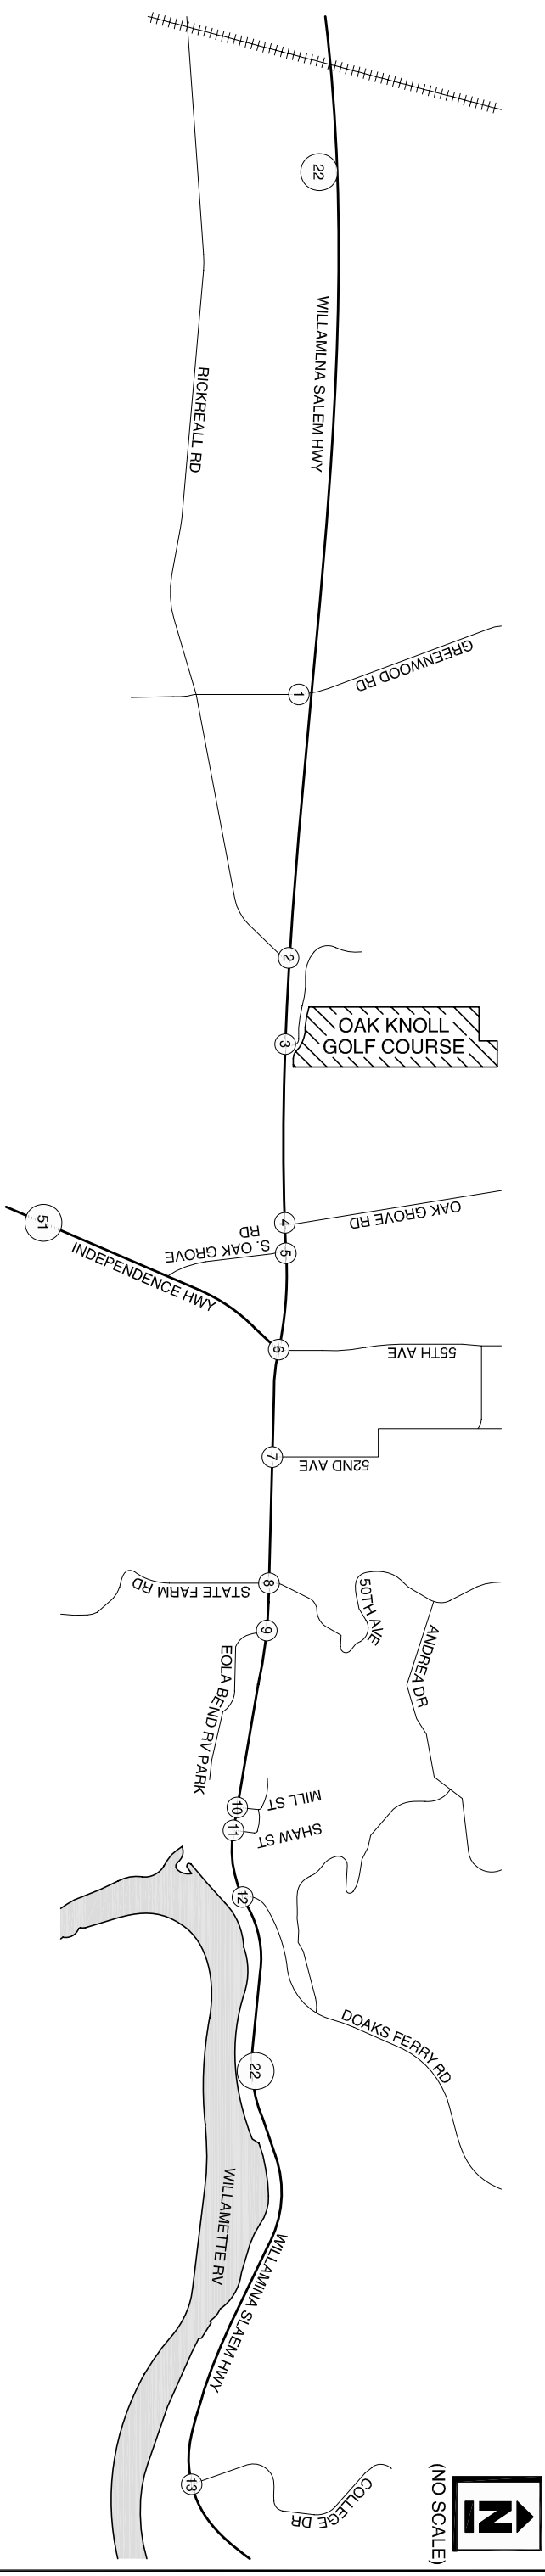 22
WILLAMLNA SALEM HWY
RICKREALL RD
GREENWOOD RD
1
2
OAK KNOLL
GOLF COURSE
3
OAK GROVE RD
4
51
S. OAK GROVE
RD
5
INDEPENDENCE HWY
6
55TH AVE
7
52ND AVE
8
STATE FARM RD
50TH AVE
9
ANDREA DR
EOLA BEND RV PARK
10
MILL ST
11
SHAW ST
12
DOAKS FERRY RD
22
WILLAMETTE RV
WILLAMINA SLAEM HWY
13
COLLEGE DR
N
(NO SCALE)